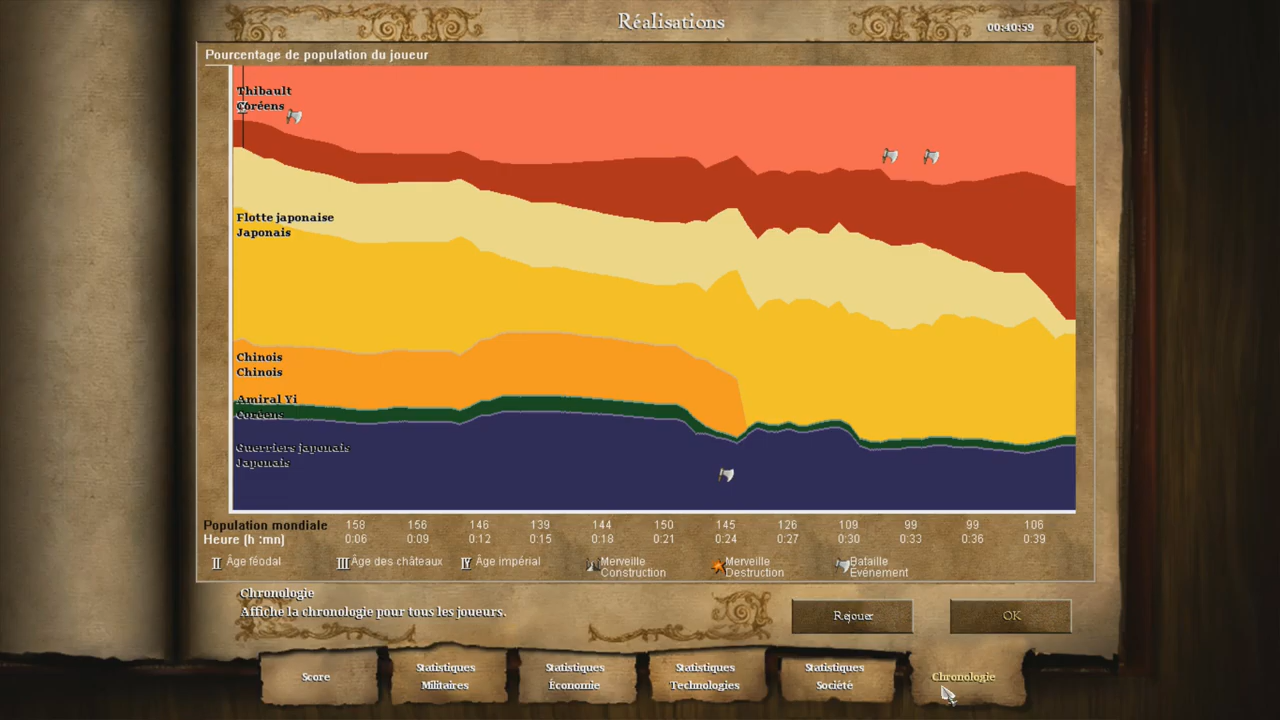 Réalisations
00:40:59
Pourcentage de population du joueur
Thibault
Coréens
Flotte japonaise
Japonais
Chinois
Chinois
Amiral Yi
Coréens
Guerriers japonais
Japonais
Population mondiale 158 156 146 139 144 150 145 126 109 99 99 106
Heure (h :mn) 0:06 0:09 0:12 0:15 0:18 0:21 0:24 0:27 0:30 0:33 0:36 0:39
II Âge féodal
III Âge des châteaux
IV Âge impérial
Merveille
Construction
Merveille
Destruction
Bataille
Événement
Chronologie
Affiche la chronologie pour tous les joueurs.
Rejouer
OK
Score
Statistiques
Militaires
Statistiques
Économie
Statistiques
Technologies
Statistiques
Société
Chronologie